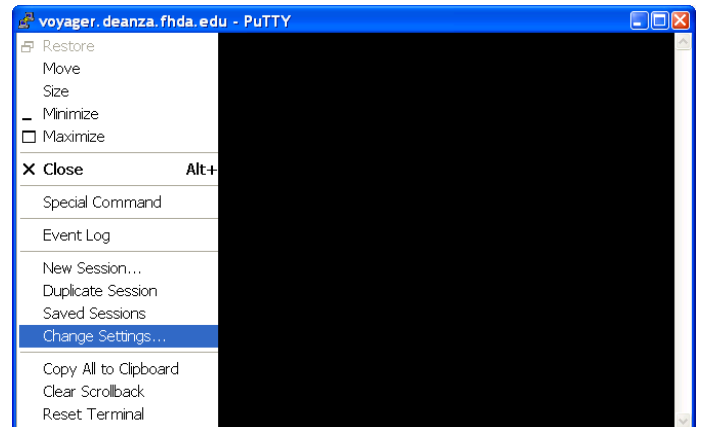 voyager.deanza.fhda.edu - PuTTY
Restore
Move
Size
Minimize
Maximize
Close Alt+
Special Command
Event Log
New Session...
Duplicate Session
Saved Sessions
Change Settings...
Copy All to Clipboard
Clear Scrollback
Reset Terminal